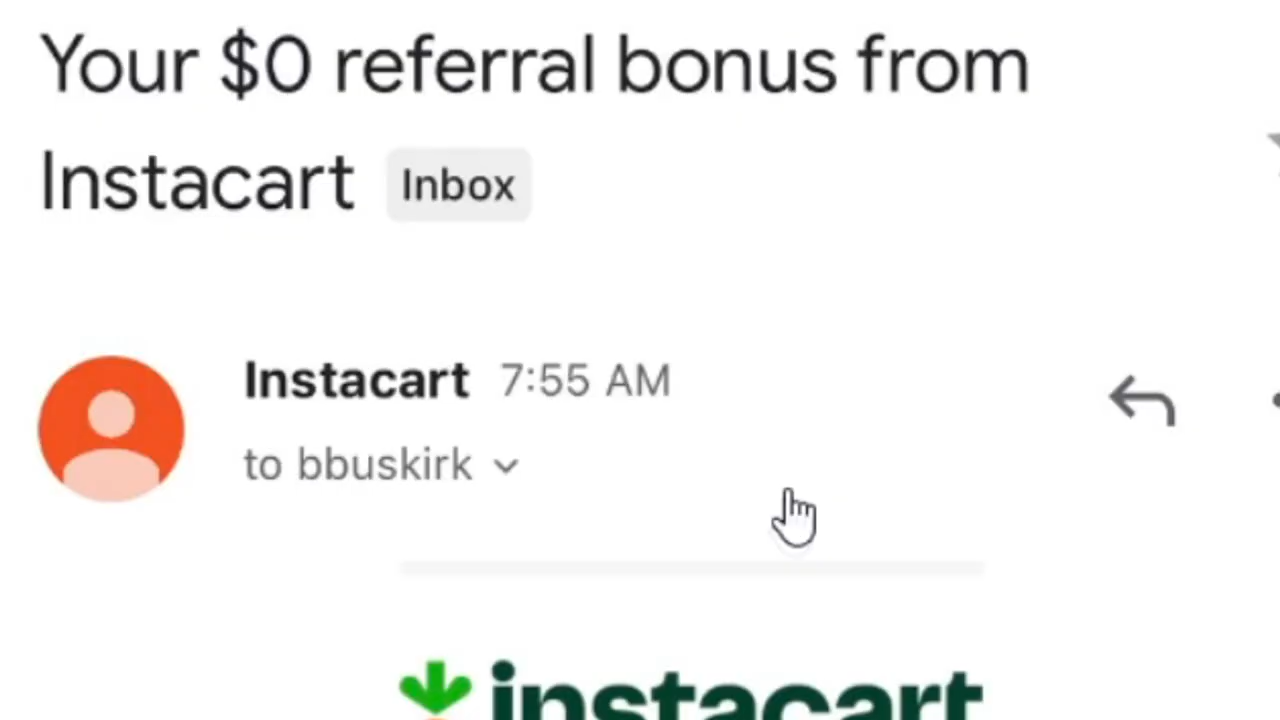 Your $0 referral bonus from
Instacart Inbox
Instacart 7:55 AM
to bbuskirk
instacart